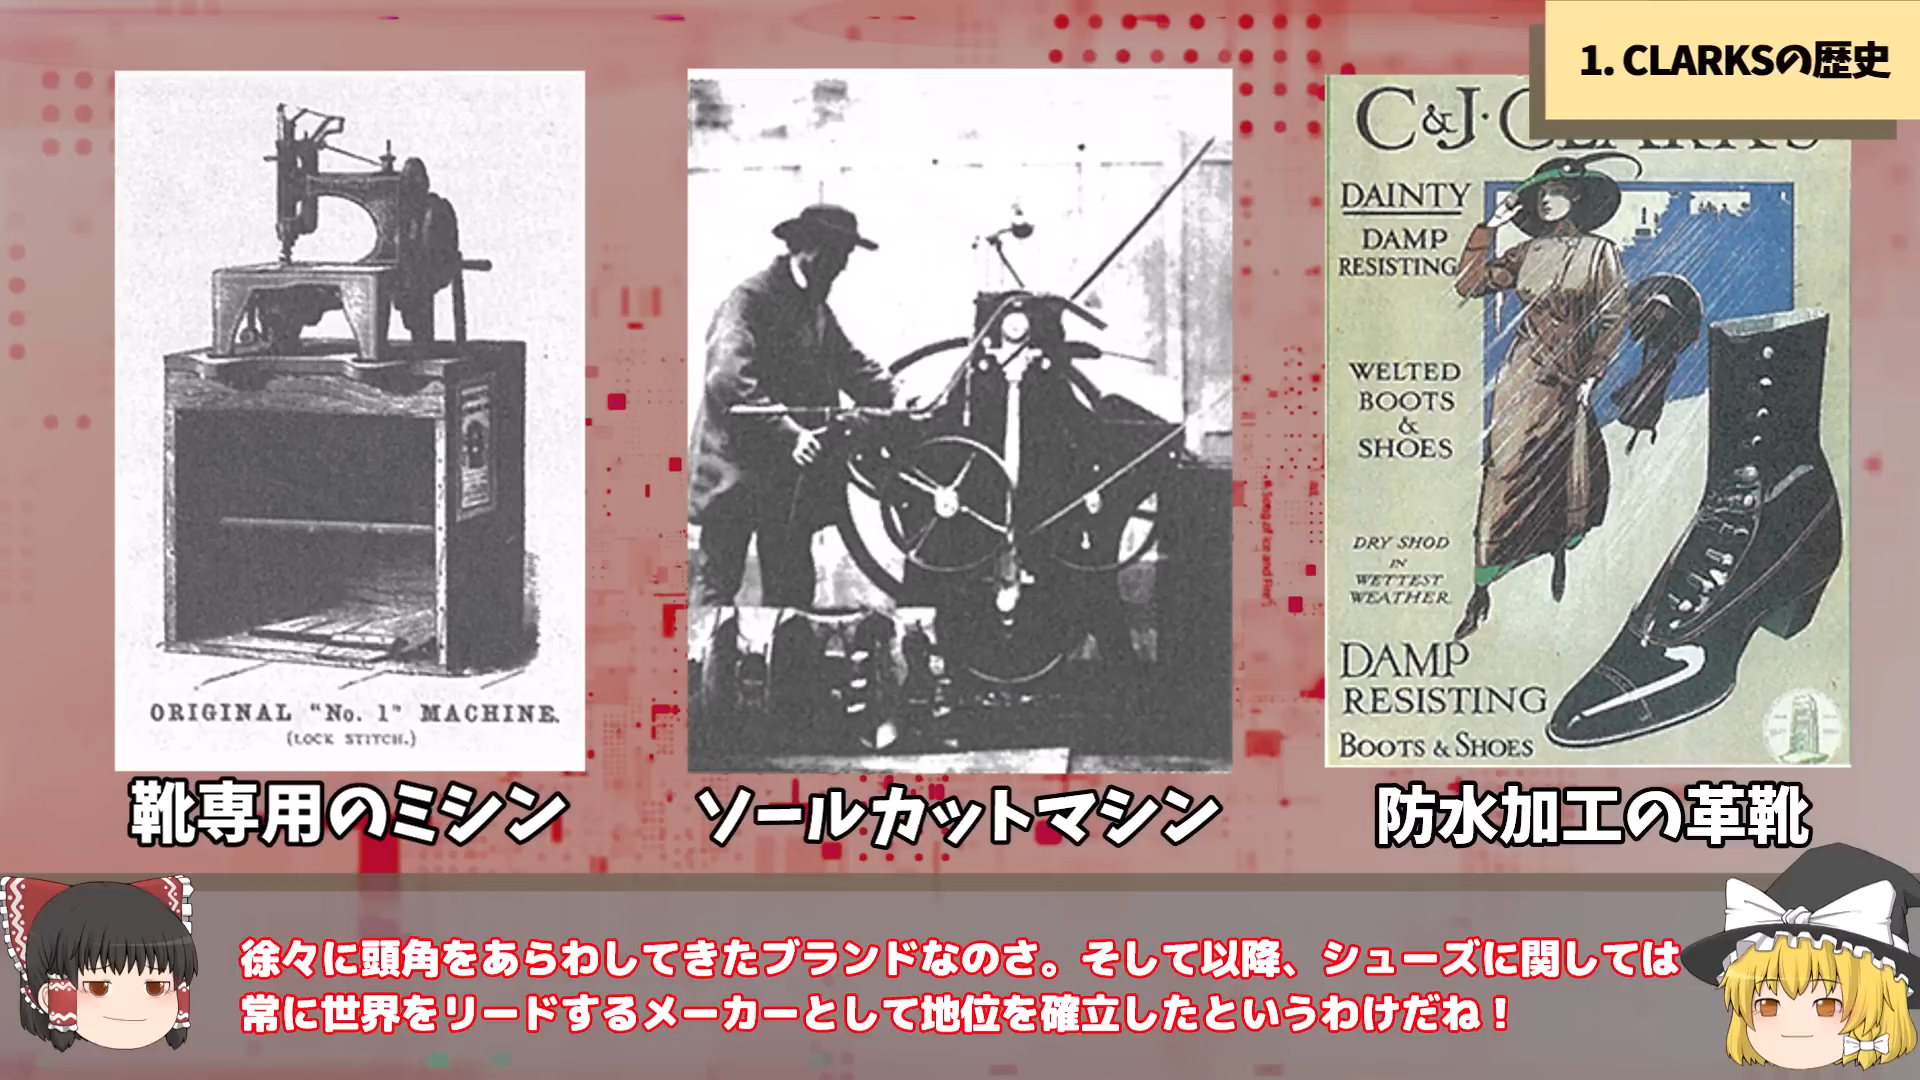 1. CLARKSの歴史
ORIGINAL "No. 1" MACHINE.
(LOCK STITCH.)
C&J. CLARK'S
DAINTY
DAMP
RESISTING
WELTED
BOOTS
&
SHOES
DRY SHOD
IN
WETTEST
WEATHER
DAMP
RESISTING
BOOTS & SHOES
靴専用のミシン
ソールカットマシン
防水加工の革靴
徐々に頭角をあらわしてきたブランドなのさ。そして以降、シューズに関しては
常に世界をリードするメーカーとして地位を確立したというわけだね！